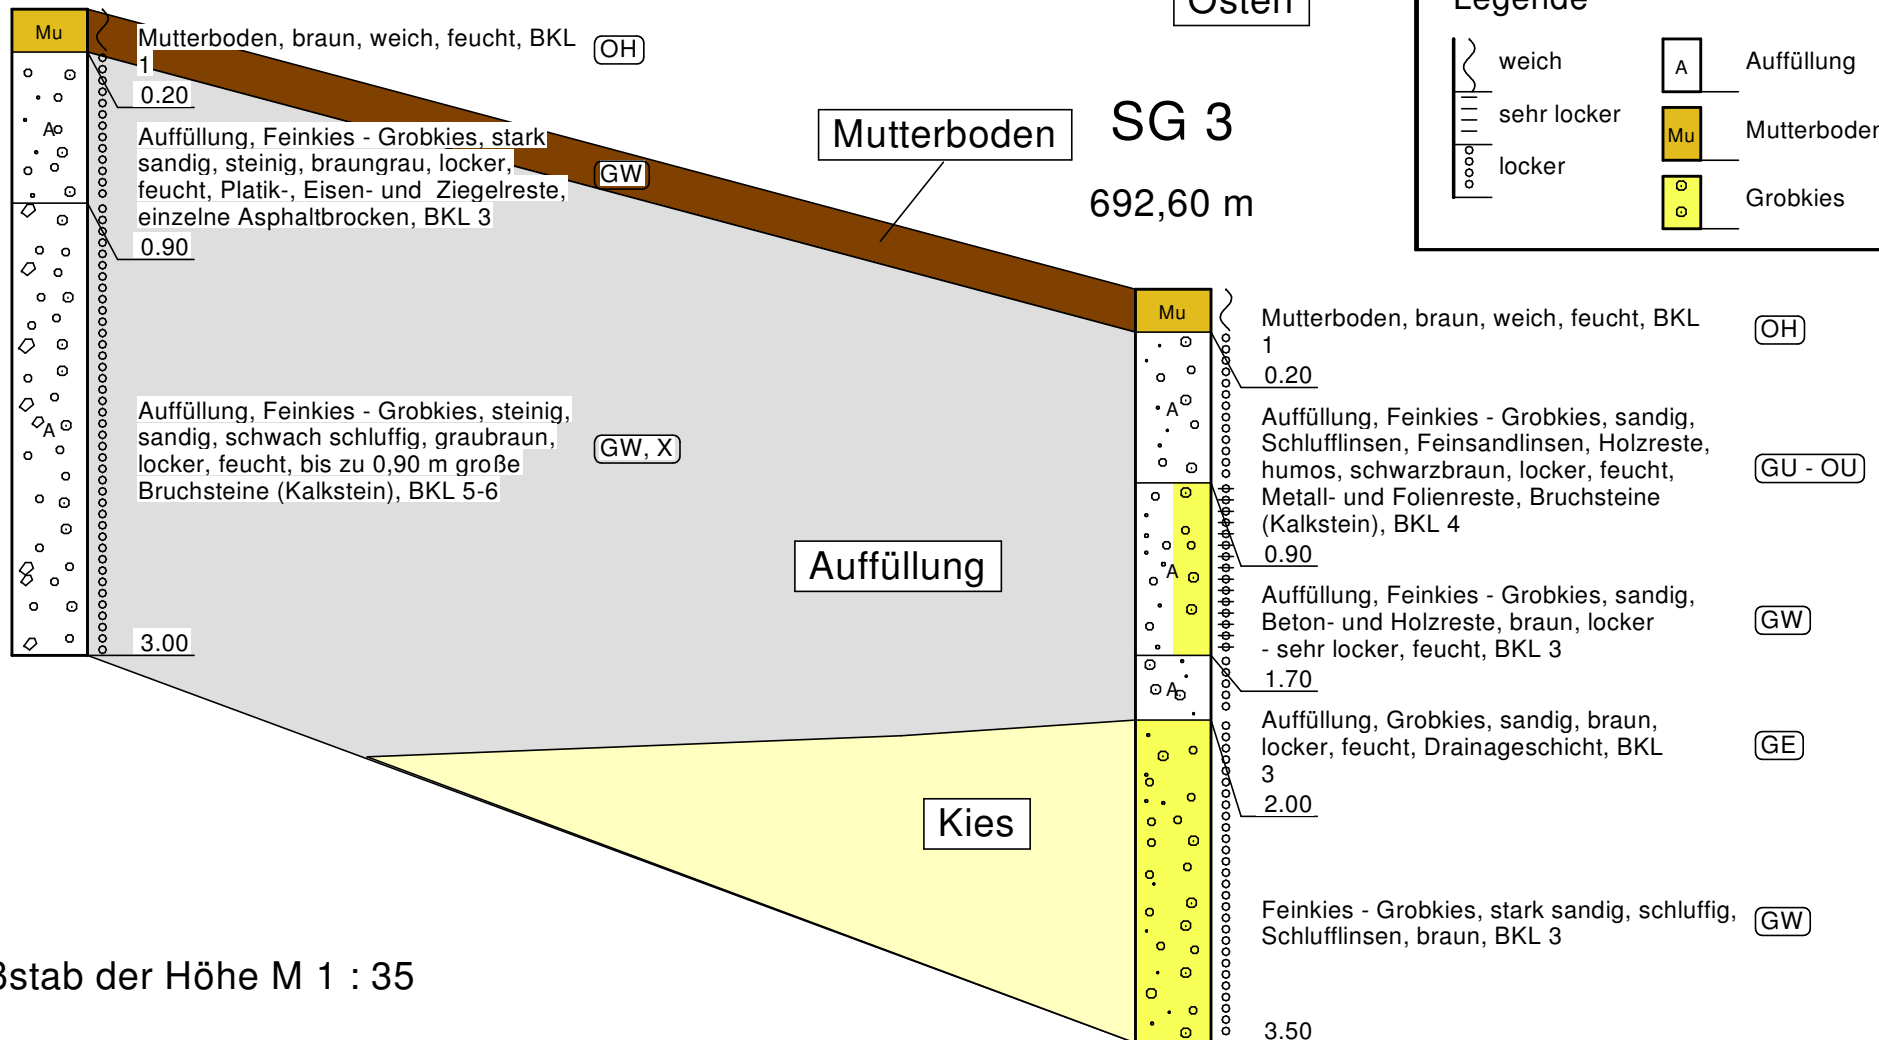 Mu
Mutterboden, braun, weich, feucht, BKL
1
OH
0.20
A
Auffüllung, Feinkies - Grobkies, stark
sandig, steinig, braungrau, locker,
feucht, Platik-, Eisen- und Ziegelreste,
einzelne Asphaltbrocken, BKL 3
GW
0.90
A
Auffüllung, Feinkies - Grobkies, steinig,
sandig, schwach schluffig, graubraun,
locker, feucht, bis zu 0,90 m große
Bruchsteine (Kalkstein), BKL 5-6
GW, X
3.00
Mutterboden
Auffüllung
Kies
Osten
SG 3
692,60 m
Legende
weich
sehr locker
locker
A
Auffüllung
Mu
Mutterboden
Grobkies
Mu
Mutterboden, braun, weich, feucht, BKL
1
OH
0.20
A
Auffüllung, Feinkies - Grobkies, sandig,
Schlufflinsen, Feinsandlinsen, Holzreste,
humos, schwarzbraun, locker, feucht,
Metall- und Folienreste, Bruchsteine
(Kalkstein), BKL 4
GU - OU
0.90
A
Auffüllung, Feinkies - Grobkies, sandig,
Beton- und Holzreste, braun, locker
- sehr locker, feucht, BKL 3
GW
1.70
A
Auffüllung, Grobkies, sandig, braun,
locker, feucht, Drainageschicht, BKL
3
GE
2.00
Feinkies - Grobkies, stark sandig, schluffig,
Schlufflinsen, braun, BKL 3
GW
3.50
ßstab der Höhe M 1 : 35